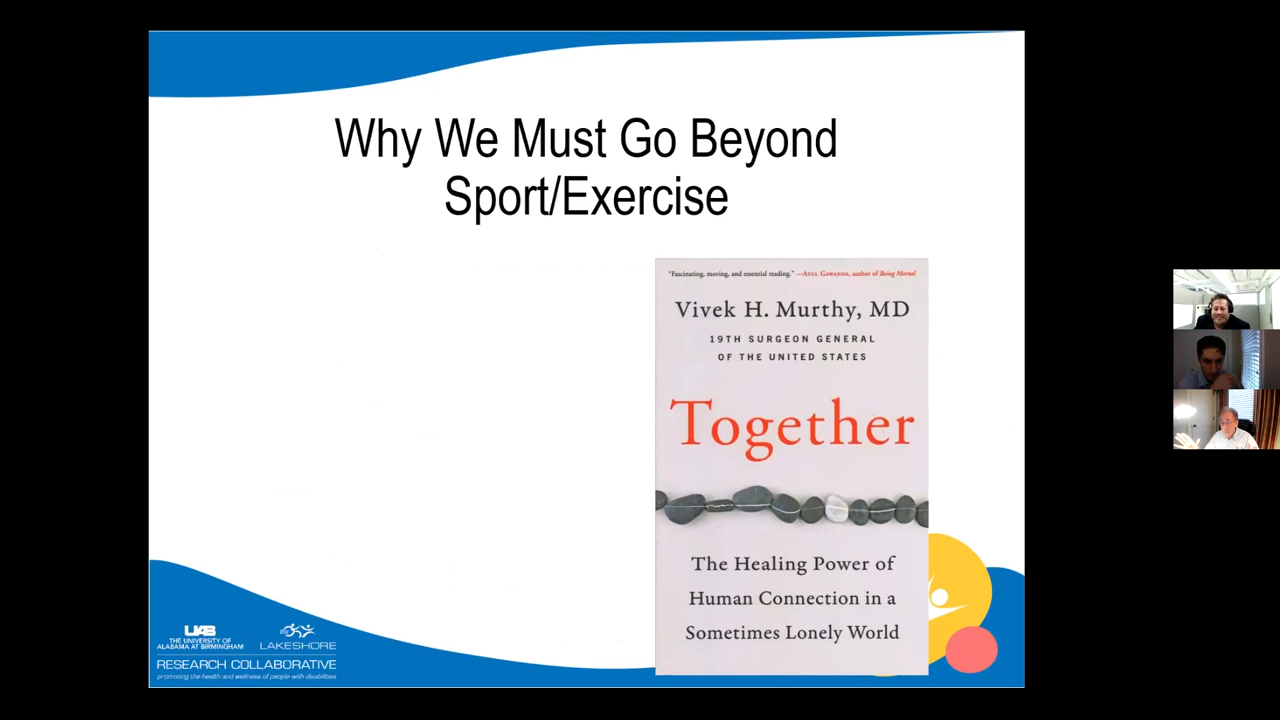 Why We Must Go Beyond
Sport/Exercise
"Fascinating, moving, and essential reading." —ATUL GAWANDE, author of Being Mortal
Vivek H. Murthy, MD
19TH SURGEON GENERAL
OF THE UNITED STATES
Together
The Healing Power of
Human Connection in a
Sometimes Lonely World
UAB
THE UNIVERSITY OF
ALABAMA AT BIRMINGHAM
LAKESHORE
RESEARCH COLLABORATIVE
promoting the health and wellness of people with disabilities